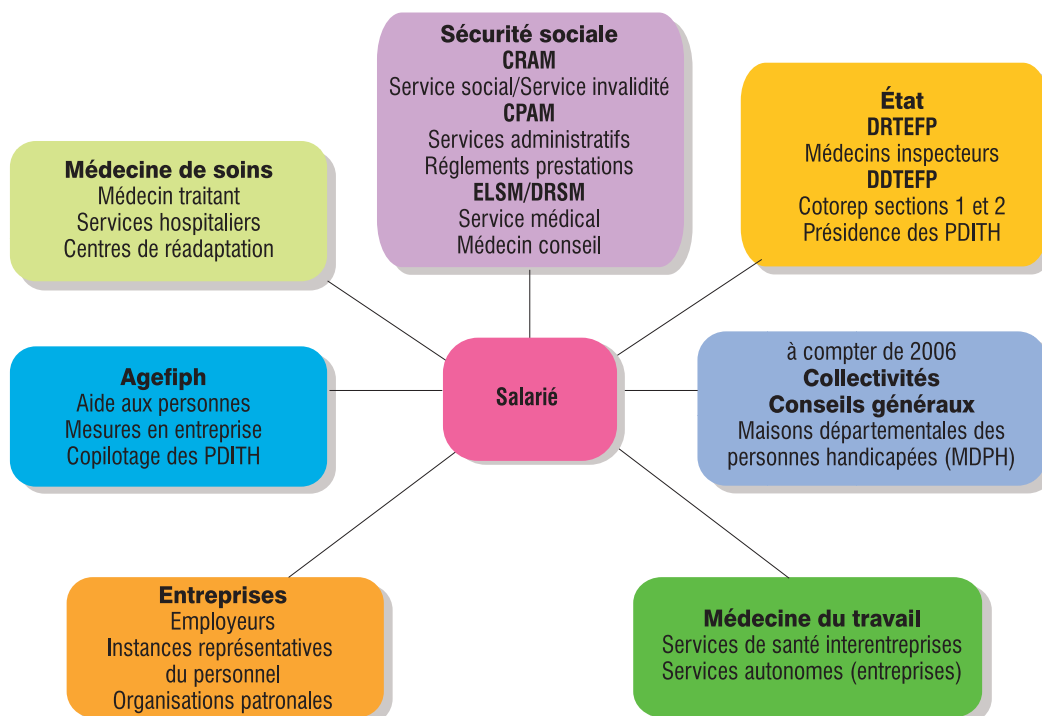 Sécurité sociale
CRAM
Service social/Service invalidité
CPAM
Services administratifs
Réglements prestations
ELSM/DRSM
Service médical
Médecin conseil
État
DRTEFP
Médecins inspecteurs
DDTEFP
Cotorep sections 1 et 2
Présidence des PDITH
Médecine de soins
Médecin traitant
Services hospitaliers
Centres de réadaptation
Agefiph
Aide aux personnes
Mesures en entreprise
Copilotage des PDITH
Salarié
à compter de 2006
Collectivités
Conseils généraux
Maisons départementales des
personnes handicapées (MDPH)
Entreprises
Employeurs
Instances représentatives
du personnel
Organisations patronales
Médecine du travail
Services de santé interentreprises
Services autonomes (entreprises)